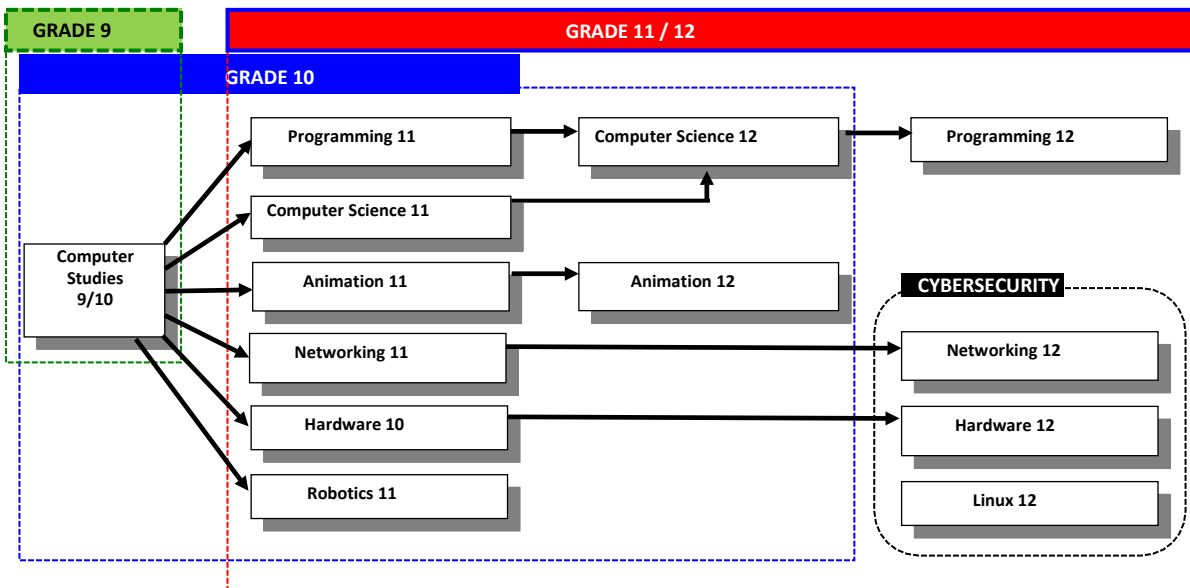 GRADE 9
GRADE 11 / 12
GRADE 10
Programming 11
Computer Science 12
Programming 12
Computer Science 11
Computer
Studies
9/10
Animation 11
Animation 12
CYBERSECURITY
Networking 11
Networking 12
Hardware 10
Hardware 12
Robotics 11
Linux 12